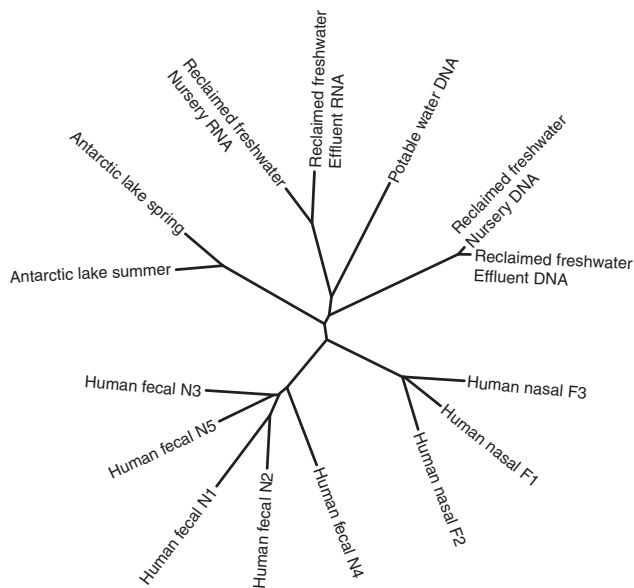 Reclaimed freshwater
Nursery RNA
Reclaimed freshwater
Effluent RNA
Potable water DNA
Reclaimed freshwater
Nursery DNA
Reclaimed freshwater
Effluent DNA
Antarctic lake spring
Antarctic lake summer
Human fecal N3
Human fecal N5
Human fecal N1
Human fecal N2
Human fecal N4
Human nasal F3
Human nasal F1
Human nasal F2